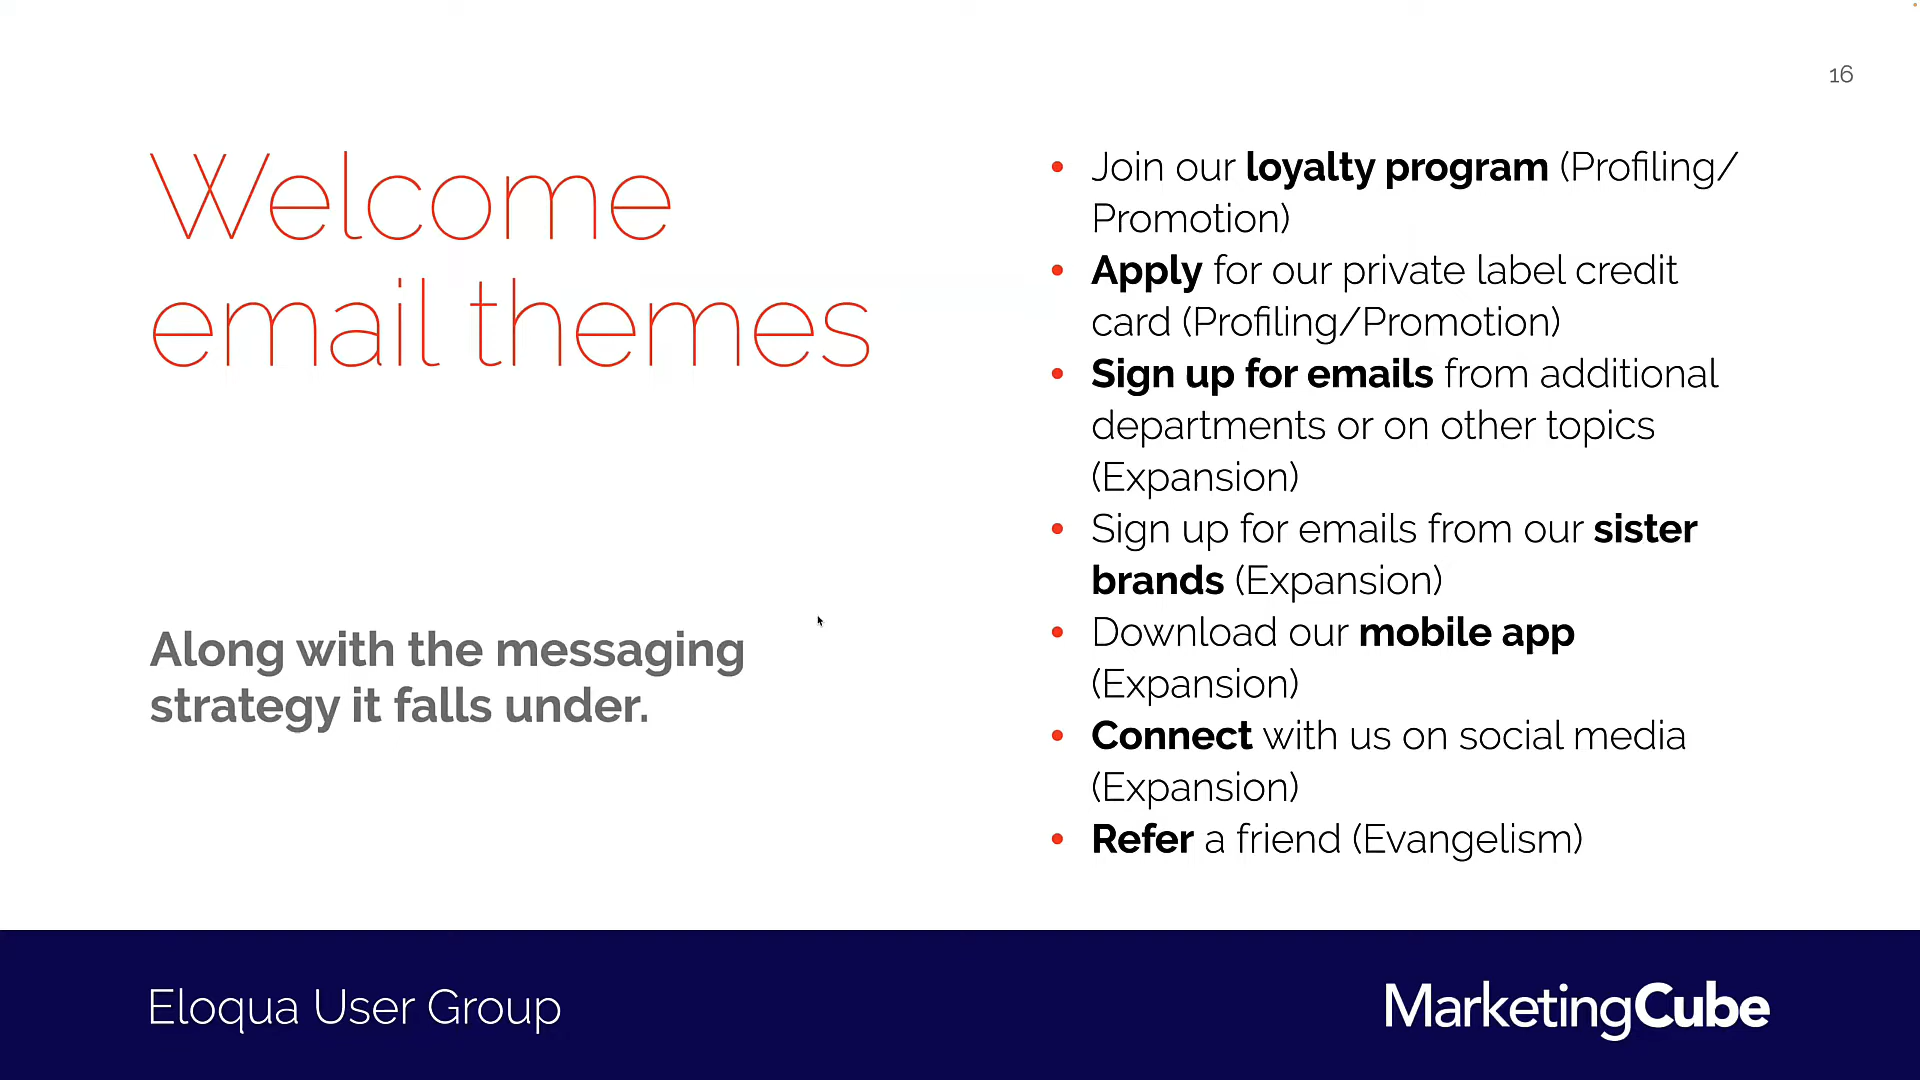 16
Welcome
email themes
Along with the messaging
strategy it falls under.
• Join our loyalty program (Profiling/
Promotion)
• Apply for our private label credit
card (Profiling/Promotion)
• Sign up for emails from additional
departments or on other topics
(Expansion)
• Sign up for emails from our sister
brands (Expansion)
• Download our mobile app
(Expansion)
• Connect with us on social media
(Expansion)
• Refer a friend (Evangelism)
Eloqua User Group
MarketingCube